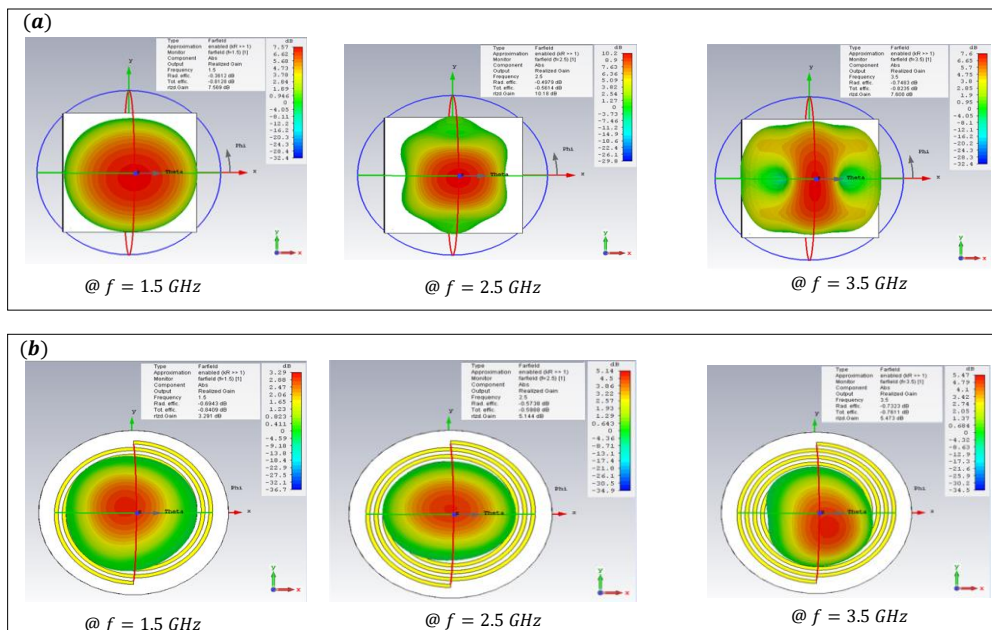 (a)
Type Farfield
Approximation enabled (kR >> 1)
Monitor farfield (f=1.5) [1]
Component Abs
Output Realized Gain
Frequency 1.5
Rad. effic. -0.3912 dB
Tot. effic. -0.8126 dB
rlzd Gain 7.569 dB
dB
7.57
6.62
5.68
4.73
3.78
2.84
1.89
0.946
0
-4.05
-8.11
-12.2
-16.2
-20.3
-24.3
-28.4
-32.4
y
Phi
Theta
x
y
x
@ f = 1.5 GHz
Type Farfield
Approximation enabled (kR >> 1)
Monitor farfield (f=2.5) [1]
Component Abs
Output Realized Gain
Frequency 2.5
Rad. effic. -0.4079 dB
Tot. effic. -0.5614 dB
rlzd Gain 10.18 dB
dB
10.2
8.9
7.63
6.36
5.09
3.82
2.54
1.27
0
-3.73
-7.46
-11.2
-14.9
-18.6
-22.4
-26.1
-29.8
y
Phi
Theta
x
y
x
@ f = 2.5 GHz
Type Farfield
Approximation enabled (kR >> 1)
Monitor farfield (f=3.5) [1]
Component Abs
Output Realized Gain
Frequency 3.5
Rad. effic. -0.7463 dB
Tot. effic. -0.8235 dB
rlzd Gain 7.600 dB
dB
7.6
6.65
5.7
4.75
3.8
2.85
1.9
0.95
0
-4.05
-8.1
-12.1
-16.2
-20.3
-24.3
-28.4
-32.4
y
Phi
Theta
x
y
x
@ f = 3.5 GHz
(b)
Type Farfield
Approximation enabled (kR >> 1)
Monitor farfield (f=1.5) [1]
Component Abs
Output Realized Gain
Frequency 1.5
Rad. effic. -0.6943 dB
Tot. effic. -0.8409 dB
rlzd Gain 3.291 dB
dB
3.29
2.88
2.47
2.06
1.65
1.23
0.823
0.411
0
-4.59
-9.18
-13.8
-18.4
-22.9
-27.5
-32.1
-36.7
y
Phi
Theta
x
y
x
@ f = 1.5 GHz
Type Farfield
Approximation enabled (kR >> 1)
Monitor farfield (f=2.5) [1]
Component Abs
Output Realized Gain
Frequency 2.5
Rad. effic. -0.5736 dB
Tot. effic. -0.5988 dB
rlzd Gain 5.144 dB
dB
5.14
4.5
3.86
3.22
2.57
1.93
1.29
0.643
0
-4.36
-8.71
-13.1
-17.4
-21.8
-26.1
-30.5
-34.9
y
Phi
Theta
x
y
x
@ f = 2.5 GHz
Type Farfield
Approximation enabled (kR >> 1)
Monitor farfield (f=3.5) [1]
Component Abs
Output Realized Gain
Frequency 3.5
Rad. effic. -0.7323 dB
Tot. effic. -0.7611 dB
rlzd Gain 5.473 dB
dB
5.47
4.79
4.1
3.42
2.74
2.05
1.37
0.684
0
-4.32
-8.63
-12.9
-17.3
-21.6
-25.9
-30.2
-34.5
y
Phi
Theta
x
y
x
@ f = 3.5 GHz